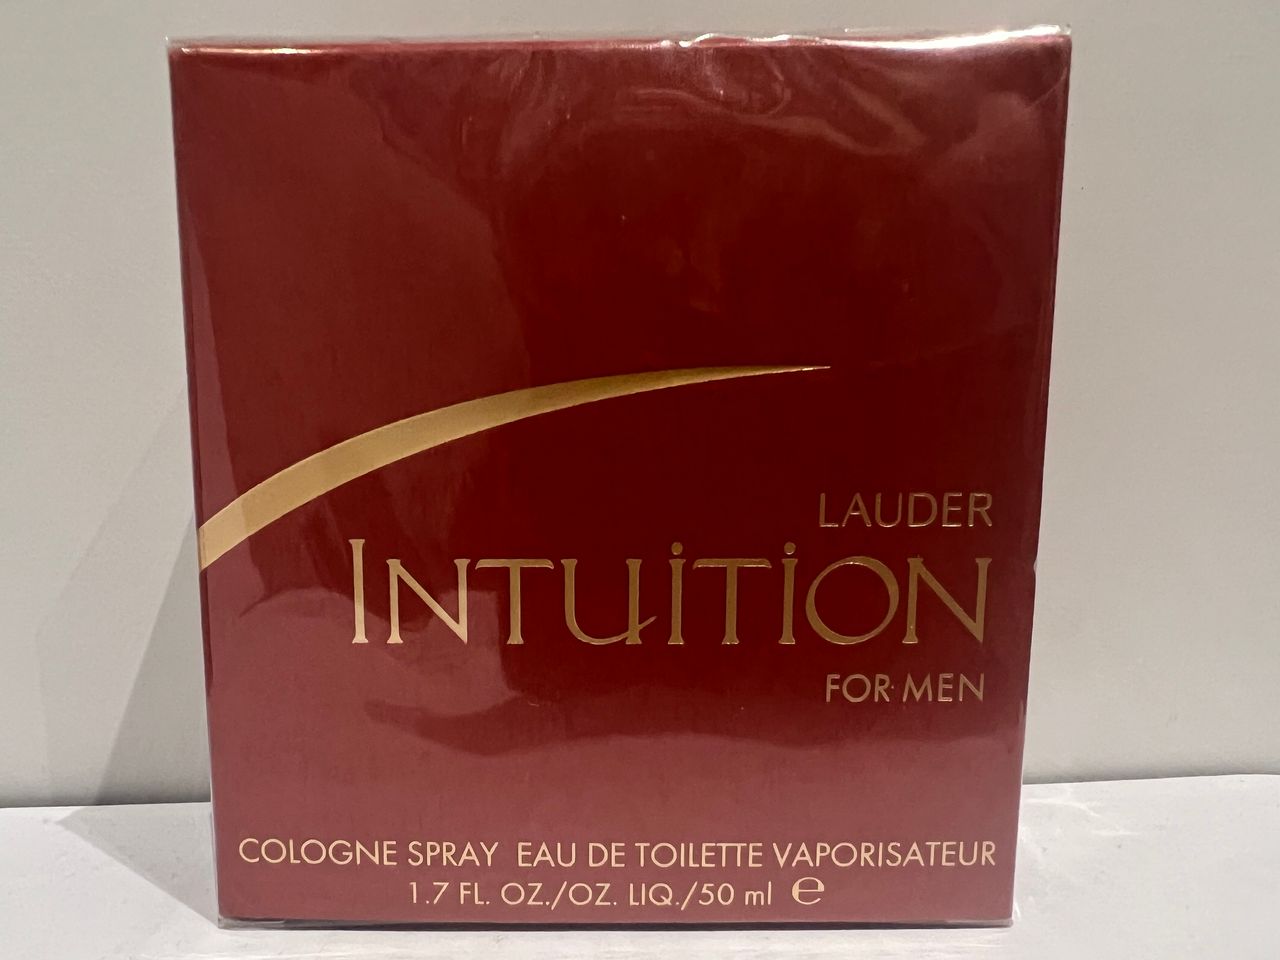 LAUDER
INTUITION
FOR MEN
COLOGNE SPRAY EAU DE TOILETTE VAPORISATEUR
1.7 FL. OZ./OZ. LIQ./50 ml ℮